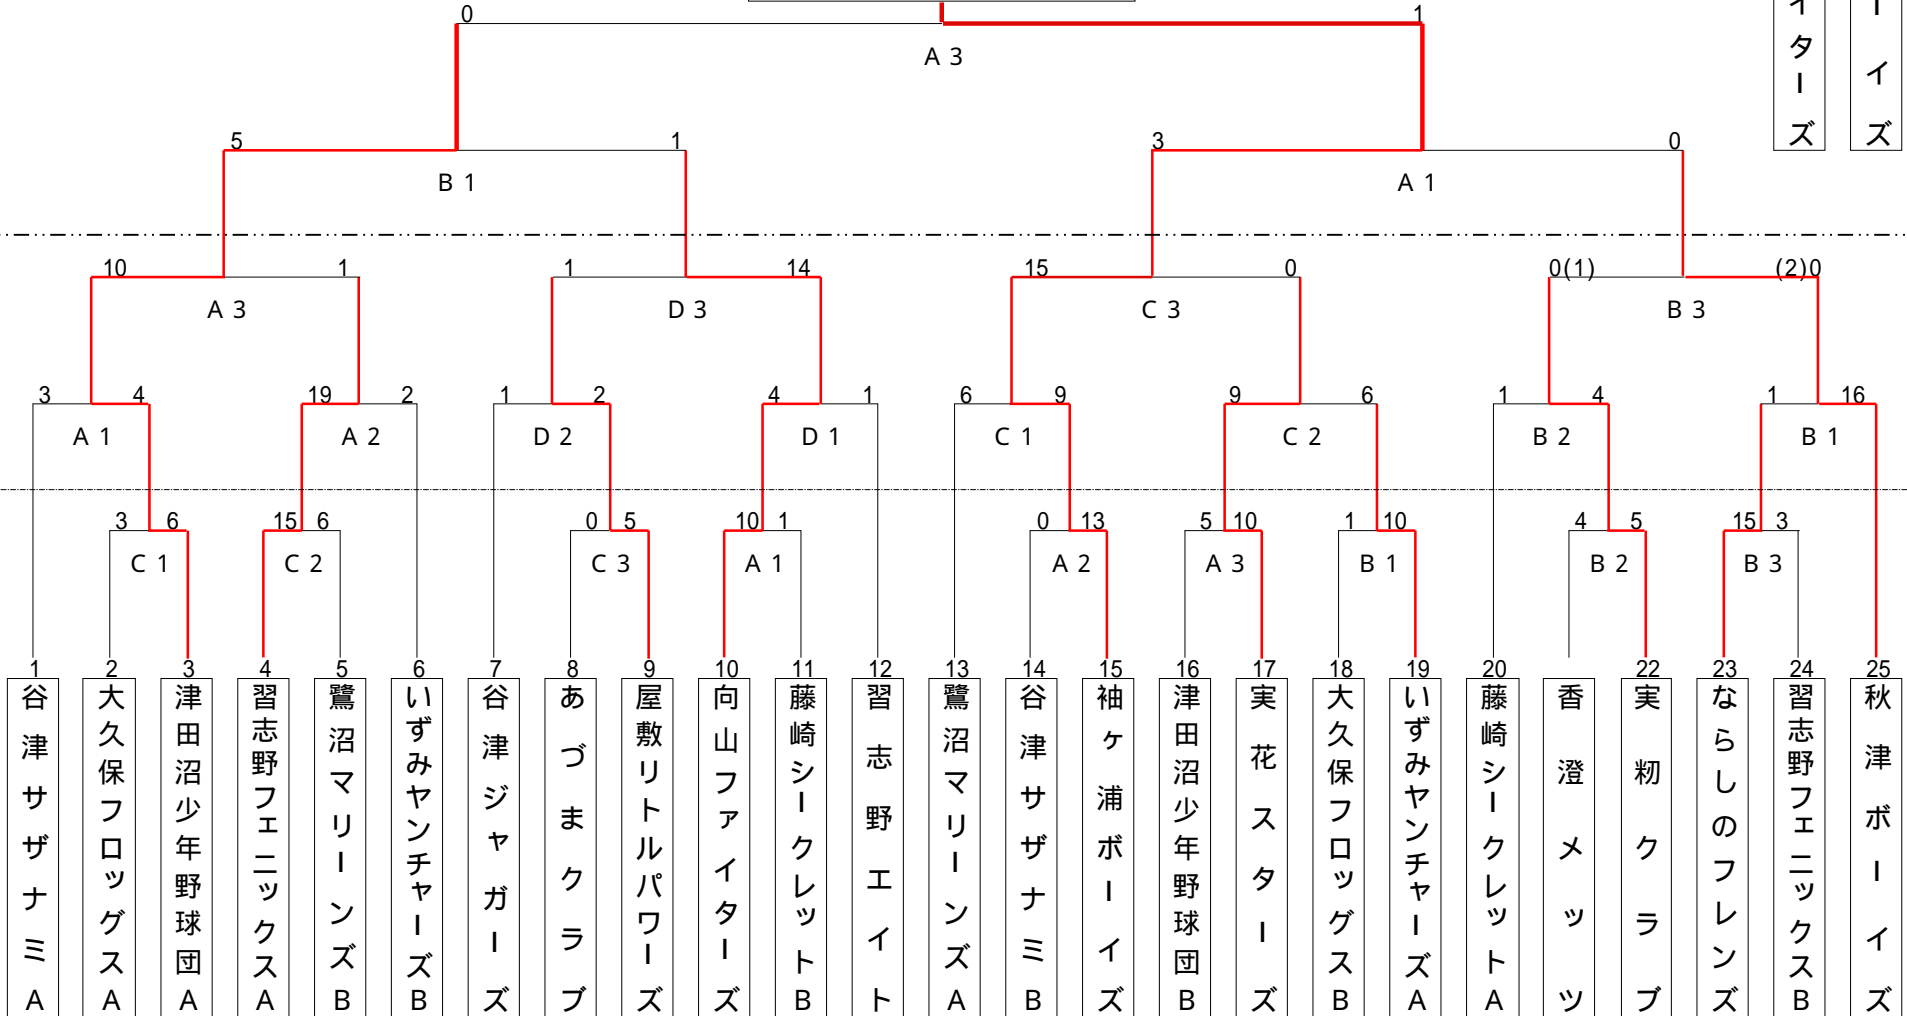 イターズ
ーイズ
0 1
A 3
5 1 3 0
B 1 A 1
10 1 1 14 15 0 0(1) (2)0
A 3 D 3 C 3 B 3
3 4 19 2 1 2 4 1 6 9 9 6 1 4 1 16
A 1 A 2 D 2 D 1 C 1 C 2 B 2 B 1
3 6 15 6 0 5 10 1 0 13 5 10 1 10 4 5 15 3
C 1 C 2 C 3 A 1 A 2 A 3 B 1 B 2 B 3
1 2 3 4 5 6 7 8 9 10 11 12 13 14 15 16 17 18 19 20 22 23 24 25
谷津サザナミA
大久保フロッグスA
津田沼少年野球団A
習志野フェニックスA
鷺沼マリーンズB
いずみヤンチャーズB
谷津ジャガーズ
あづまクラブ
屋敷リトルパワーズ
向山ファイターズ
藤崎シークレットB
習志野エイト
鷺沼マリーンズA
谷津サザナミB
袖ヶ浦ボーイズ
津田沼少年野球団B
実花スターズ
大久保フロッグスB
いずみヤンチャーズA
藤崎シークレットA
香澄メッツ
実籾クラブ
ならしのフレンズ
習志野フェニックスB
秋津ボーイズ